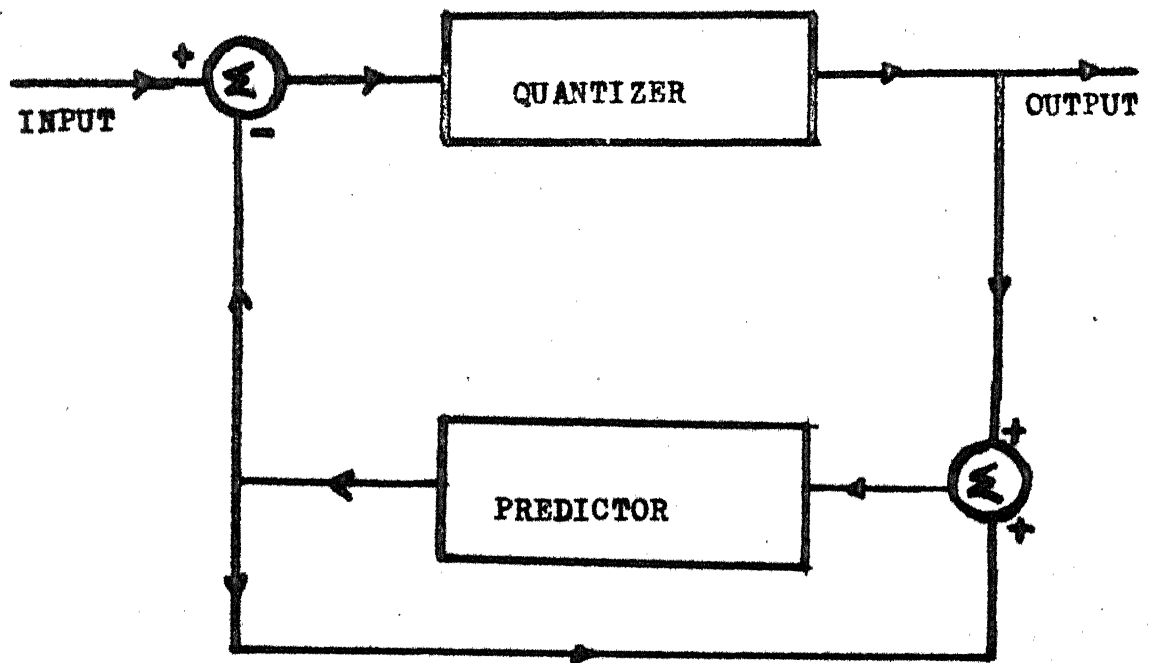 +
Σ
QUANTIZER
INPUT
OUTPUT
-
+
PREDICTOR
Σ
+